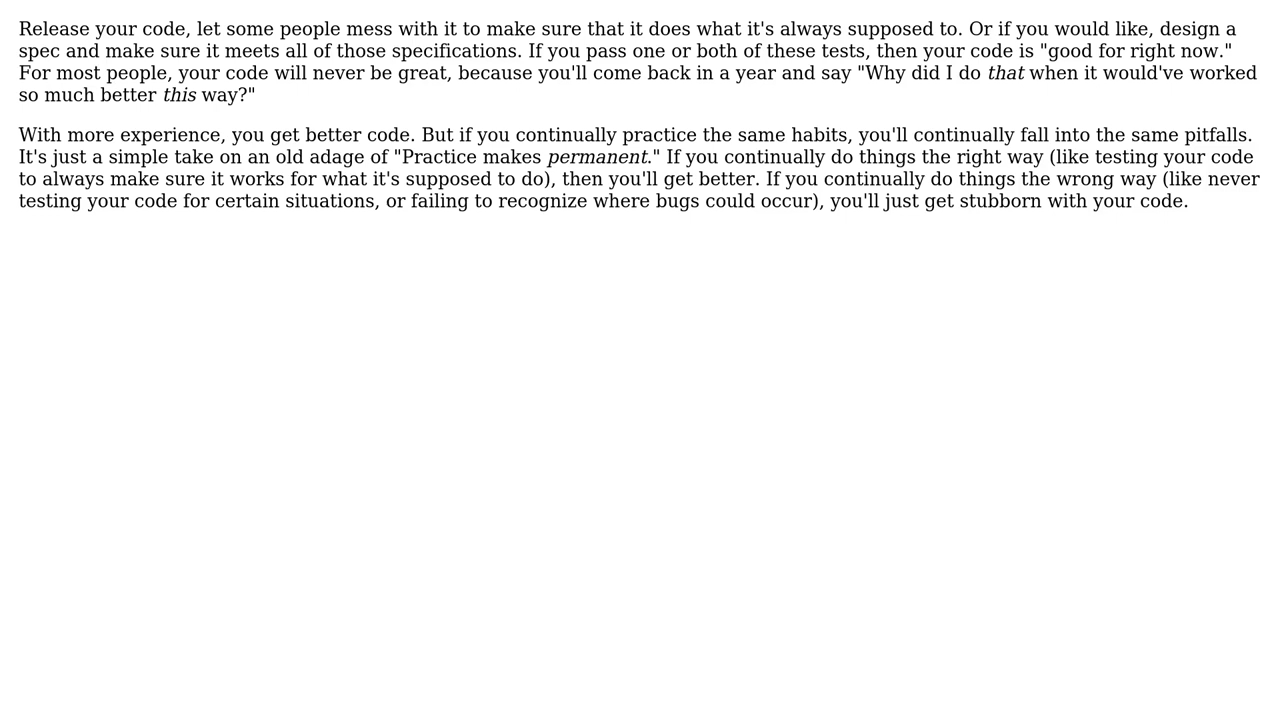 Release your code, let some people mess with it to make sure that it does what it's always supposed to. Or if you would like, design a
spec and make sure it meets all of those specifications. If you pass one or both of these tests, then your code is "good for right now."
For most people, your code will never be great, because you'll come back in a year and say "Why did I do that when it would've worked
so much better this way?"
With more experience, you get better code. But if you continually practice the same habits, you'll continually fall into the same pitfalls.
It's just a simple take on an old adage of "Practice makes permanent." If you continually do things the right way (like testing your code
to always make sure it works for what it's supposed to do), then you'll get better. If you continually do things the wrong way (like never
testing your code for certain situations, or failing to recognize where bugs could occur), you'll just get stubborn with your code.